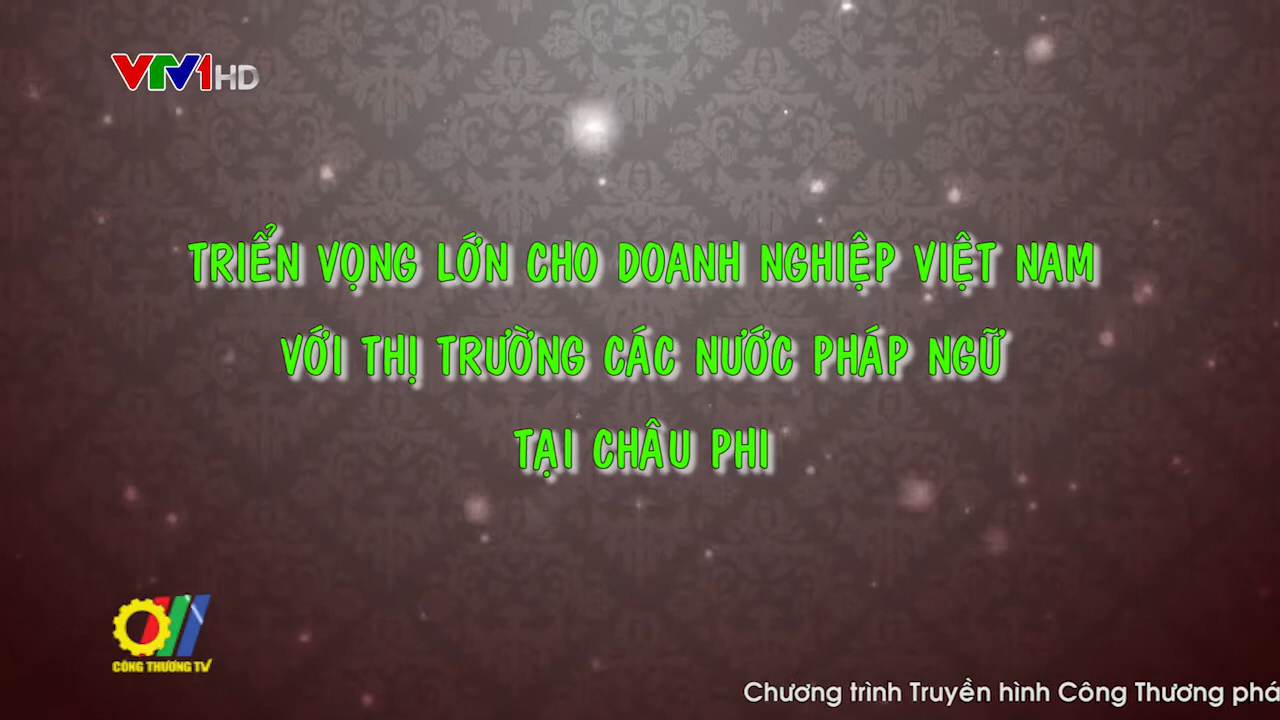 VTV1HD
TRIỂN VỌNG LỚN CHO DOANH NGHIỆP VIỆT NAM
VỚI THỊ TRƯỜNG CÁC NƯỚC PHÁP NGỮ
TẠI CHÂU PHI
CÔNG THƯƠNG TV
Chương trình Truyền hình Công Thương phá